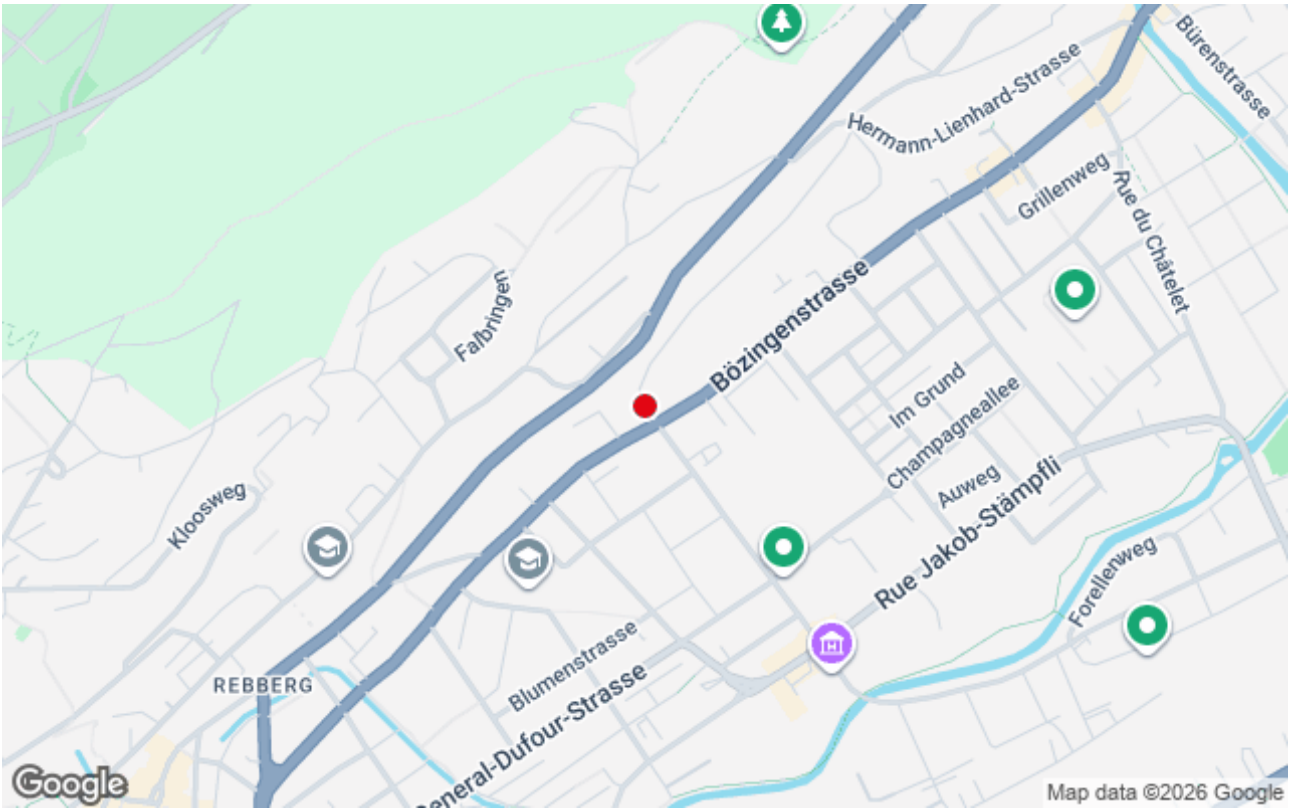 Bürenstrasse
Hermann-Lienhard-Strasse
Grillenweg
Rue du Châtelet
Falbringen
Bözingenstrasse
Im Grund
Champagneallee
Kloosweg
Auweg
Rue Jakob-Stämpfli
Forellenweg
Blumenstrasse
REBBERG
General-Dufour-Strasse
Google
Map data ©2026 Google